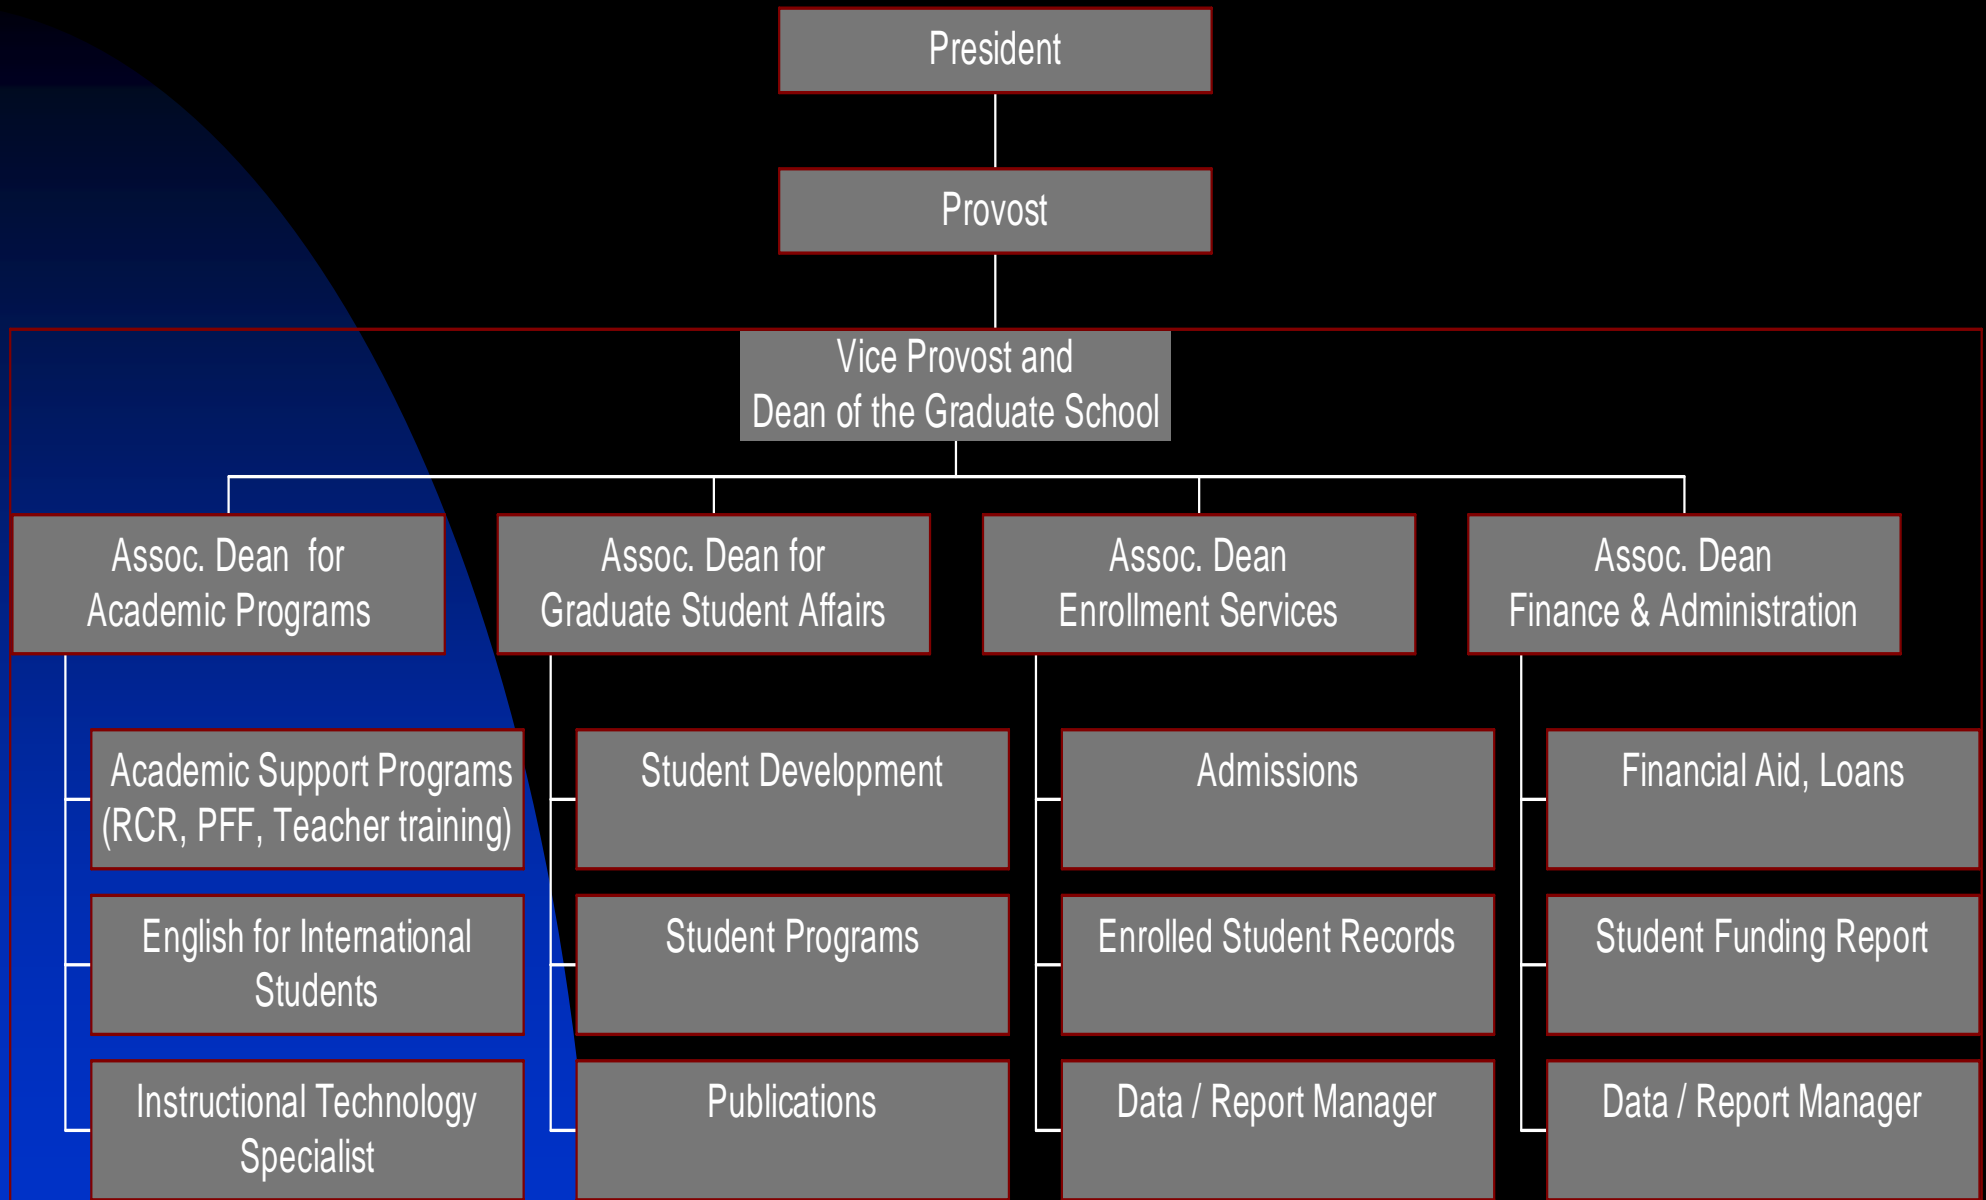 President
Provost
Vice Provost and
Dean of the Graduate School
Assoc. Dean for
Academic Programs
Assoc. Dean for
Graduate Student Affairs
Assoc. Dean
Enrollment Services
Assoc. Dean
Finance & Administration
Academic Support Programs
(RCR, PFF, Teacher training)
English for International
Students
Instructional Technology
Specialist
Student Development
Student Programs
Publications
Admissions
Enrolled Student Records
Data / Report Manager
Financial Aid, Loans
Student Funding Report
Data / Report Manager